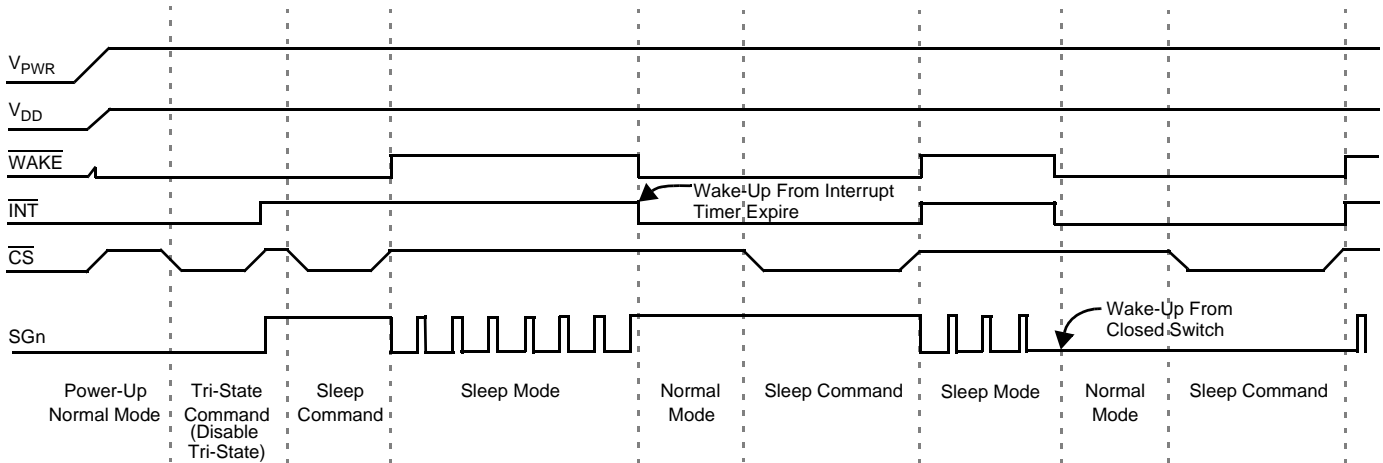 VPWR
VDD
WAKE
INT
Wake-Up From Interrupt
Timer Expire
CS
SGn
Wake-Up From
Closed Switch
Power-Up
Normal Mode
Tri-State
Command
(Disable
Tri-State)
Sleep
Command
Sleep Mode
Normal
Mode
Sleep Command
Sleep Mode
Normal
Mode
Sleep Command